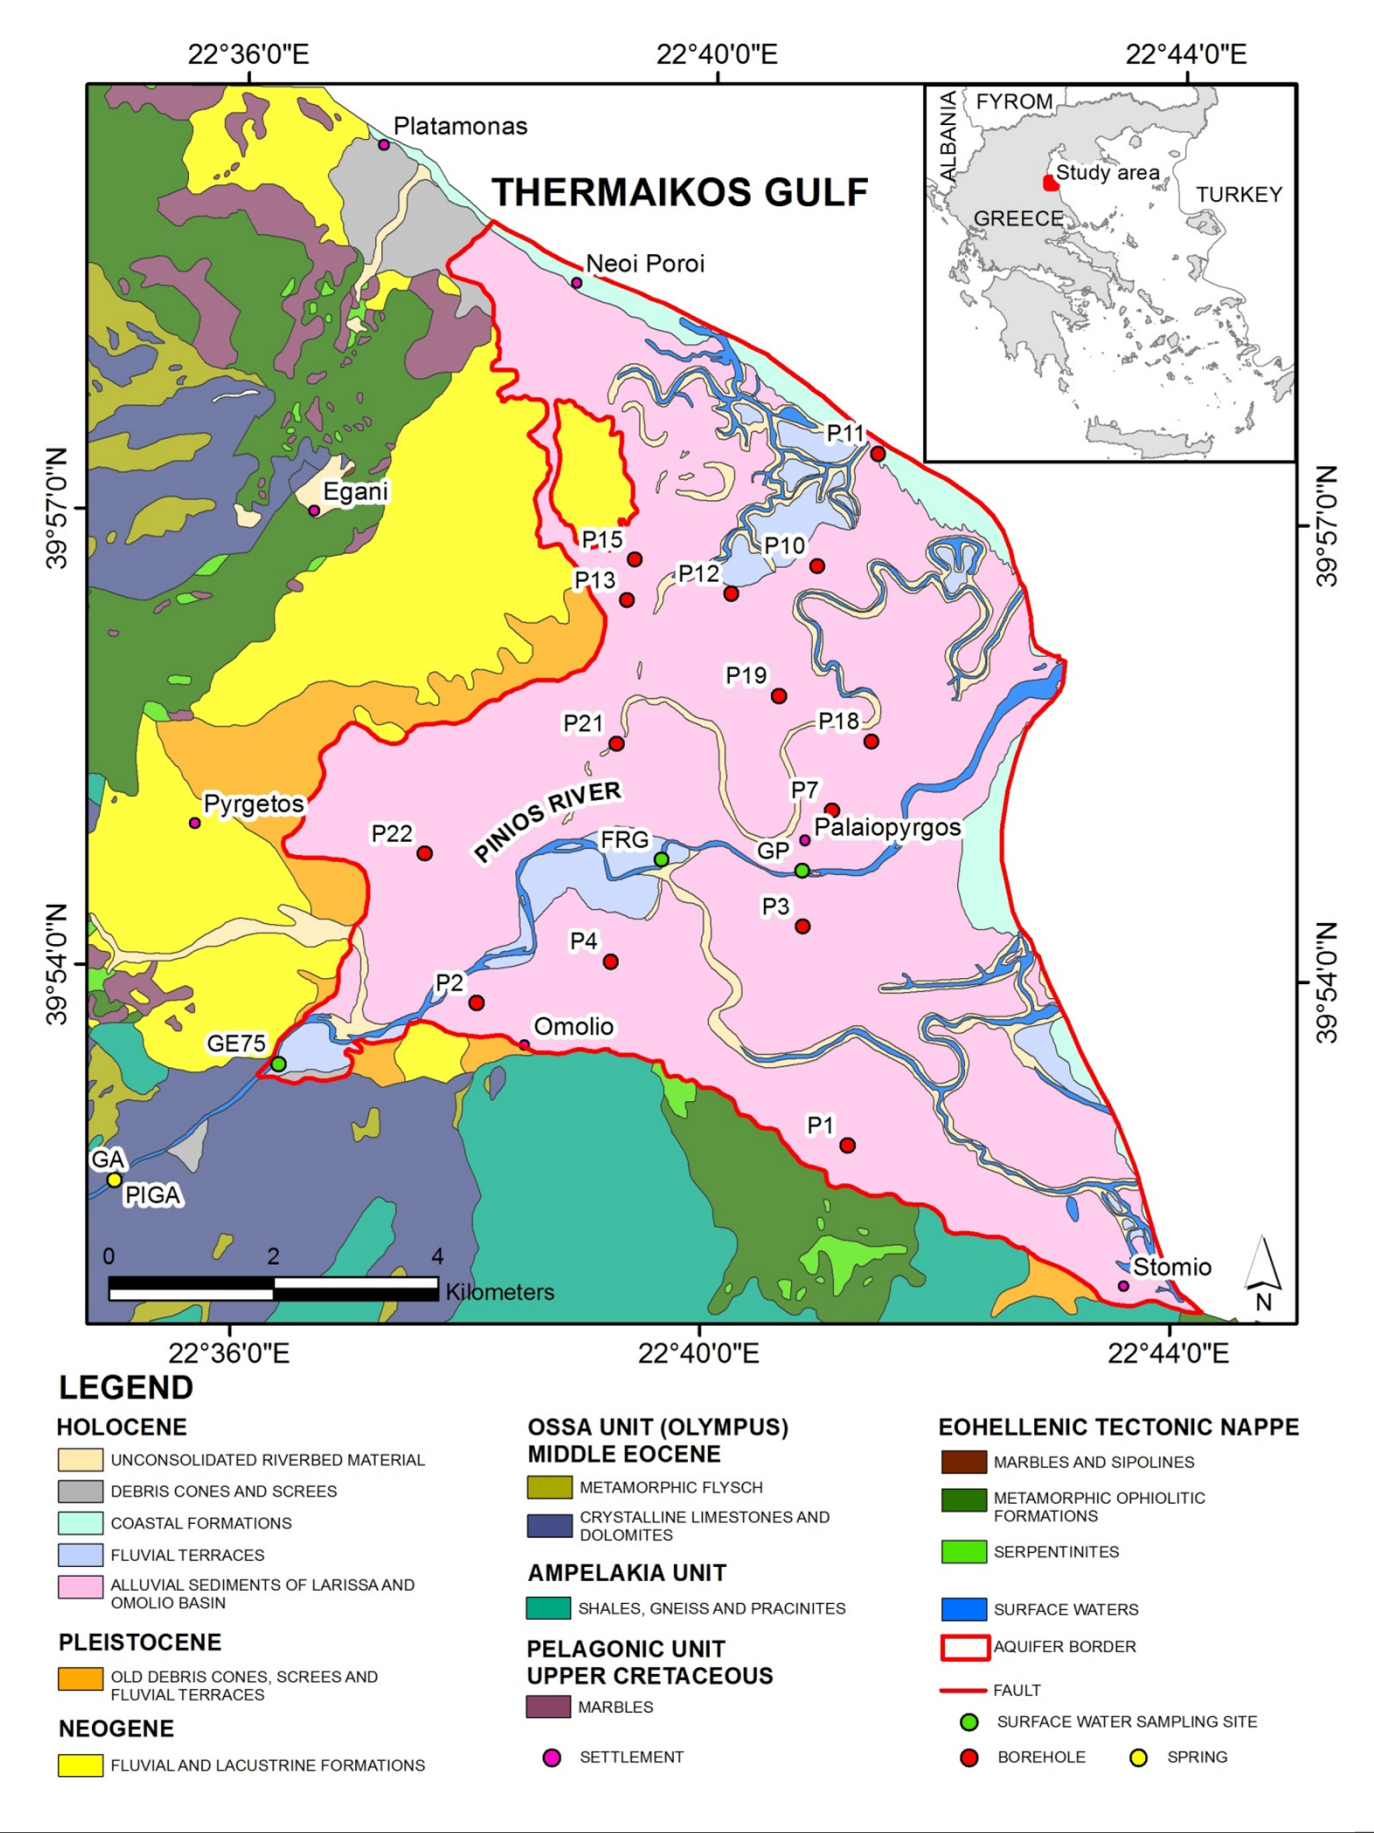 22°36'0"E
22°40'0"E
22°44'0"E
ALBANIA
FYROM
Study area
TURKEY
GREECE
Platamonas
THERMAIKOS GULF
Neoi Poroi
P11
39°57'0"N
39°57'0"N
Egani
P15
P10
P13
P12
P19
P21
P18
P7
Pyrgetos
PINIOS RIVER
P22
Palaiopyrgos
FRG
GP
P3
P4
39°54'0"N
39°54'0"N
P2
Omolio
GE75
P1
GA
PIGA
0
2
4
Kilometers
Stomio
N
22°36'0"E
22°40'0"E
22°44'0"E
LEGEND
HOLOCENE
UNCONSOLIDATED RIVERBED MATERIAL
DEBRIS CONES AND SCREES
COASTAL FORMATIONS
FLUVIAL TERRACES
ALLUVIAL SEDIMENTS OF LARISSA AND
OMOLIO BASIN
PLEISTOCENE
OLD DEBRIS CONES, SCREES AND
FLUVIAL TERRACES
NEOGENE
FLUVIAL AND LACUSTRINE FORMATIONS
OSSA UNIT (OLYMPUS)
MIDDLE EOCENE
METAMORPHIC FLYSCH
CRYSTALLINE LIMESTONES AND
DOLOMITES
AMPELAKIA UNIT
SHALES, GNEISS AND PRACINITES
PELAGONIC UNIT
UPPER CRETACEOUS
MARBLES
SETTLEMENT
EOHELLENIC TECTONIC NAPPE
MARBLES AND SIPOLINES
METAMORPHIC OPHIOLITIC
FORMATIONS
SERPENTINITES
SURFACE WATERS
AQUIFER BORDER
FAULT
SURFACE WATER SAMPLING SITE
BOREHOLE
SPRING